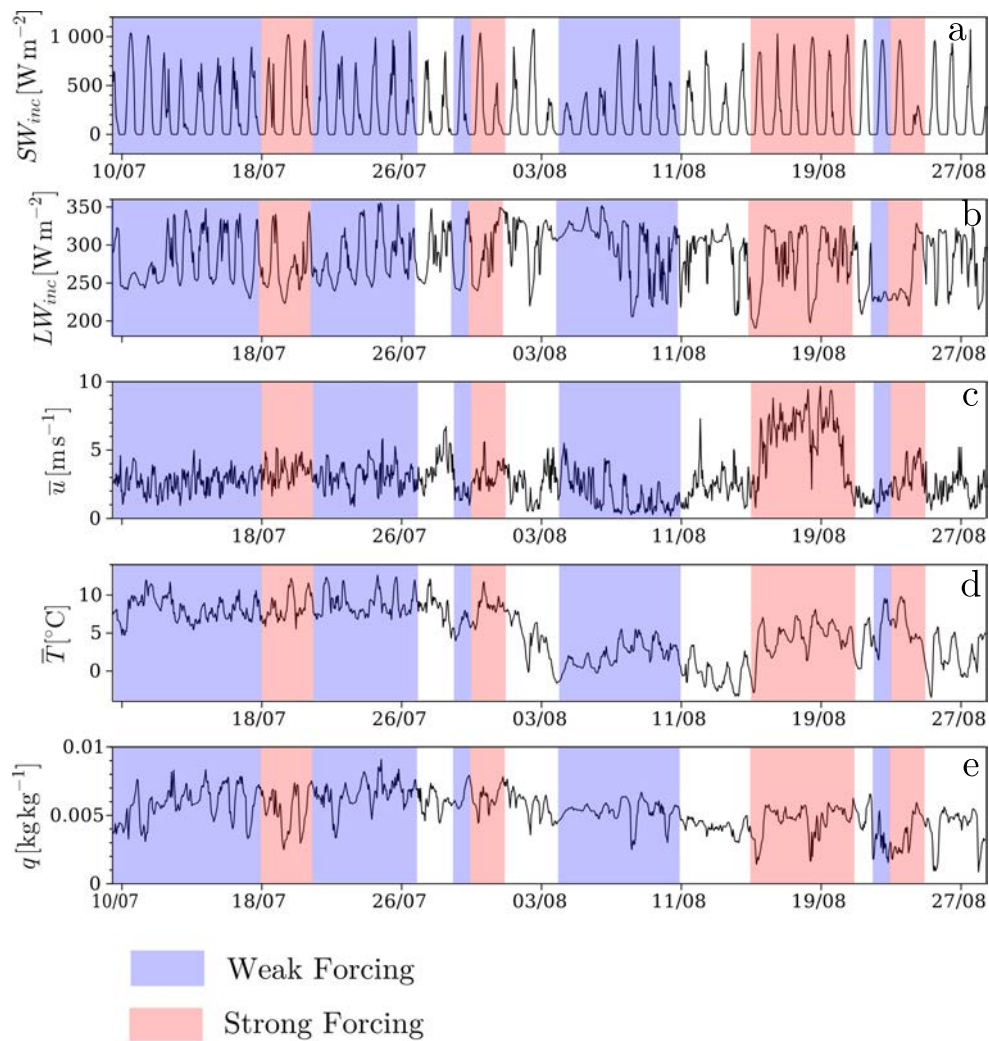 a
SW_inc [W m⁻²]
1 000
500
0
10/07 18/07 26/07 03/08 11/08 19/08 27/08
b
LW_inc [W m⁻²]
350
300
250
200
18/07 26/07 03/08 11/08 19/08 27/08
c
u̅ [m s⁻¹]
10
5
0
18/07 26/07 03/08 11/08 19/08 27/08
d
T̅ [°C]
10
5
0
18/07 26/07 03/08 11/08 19/08 27/08
e
q [kg kg⁻¹]
0.01
0.005
0
10/07 18/07 26/07 03/08 11/08 19/08 27/08
Weak Forcing
Strong Forcing